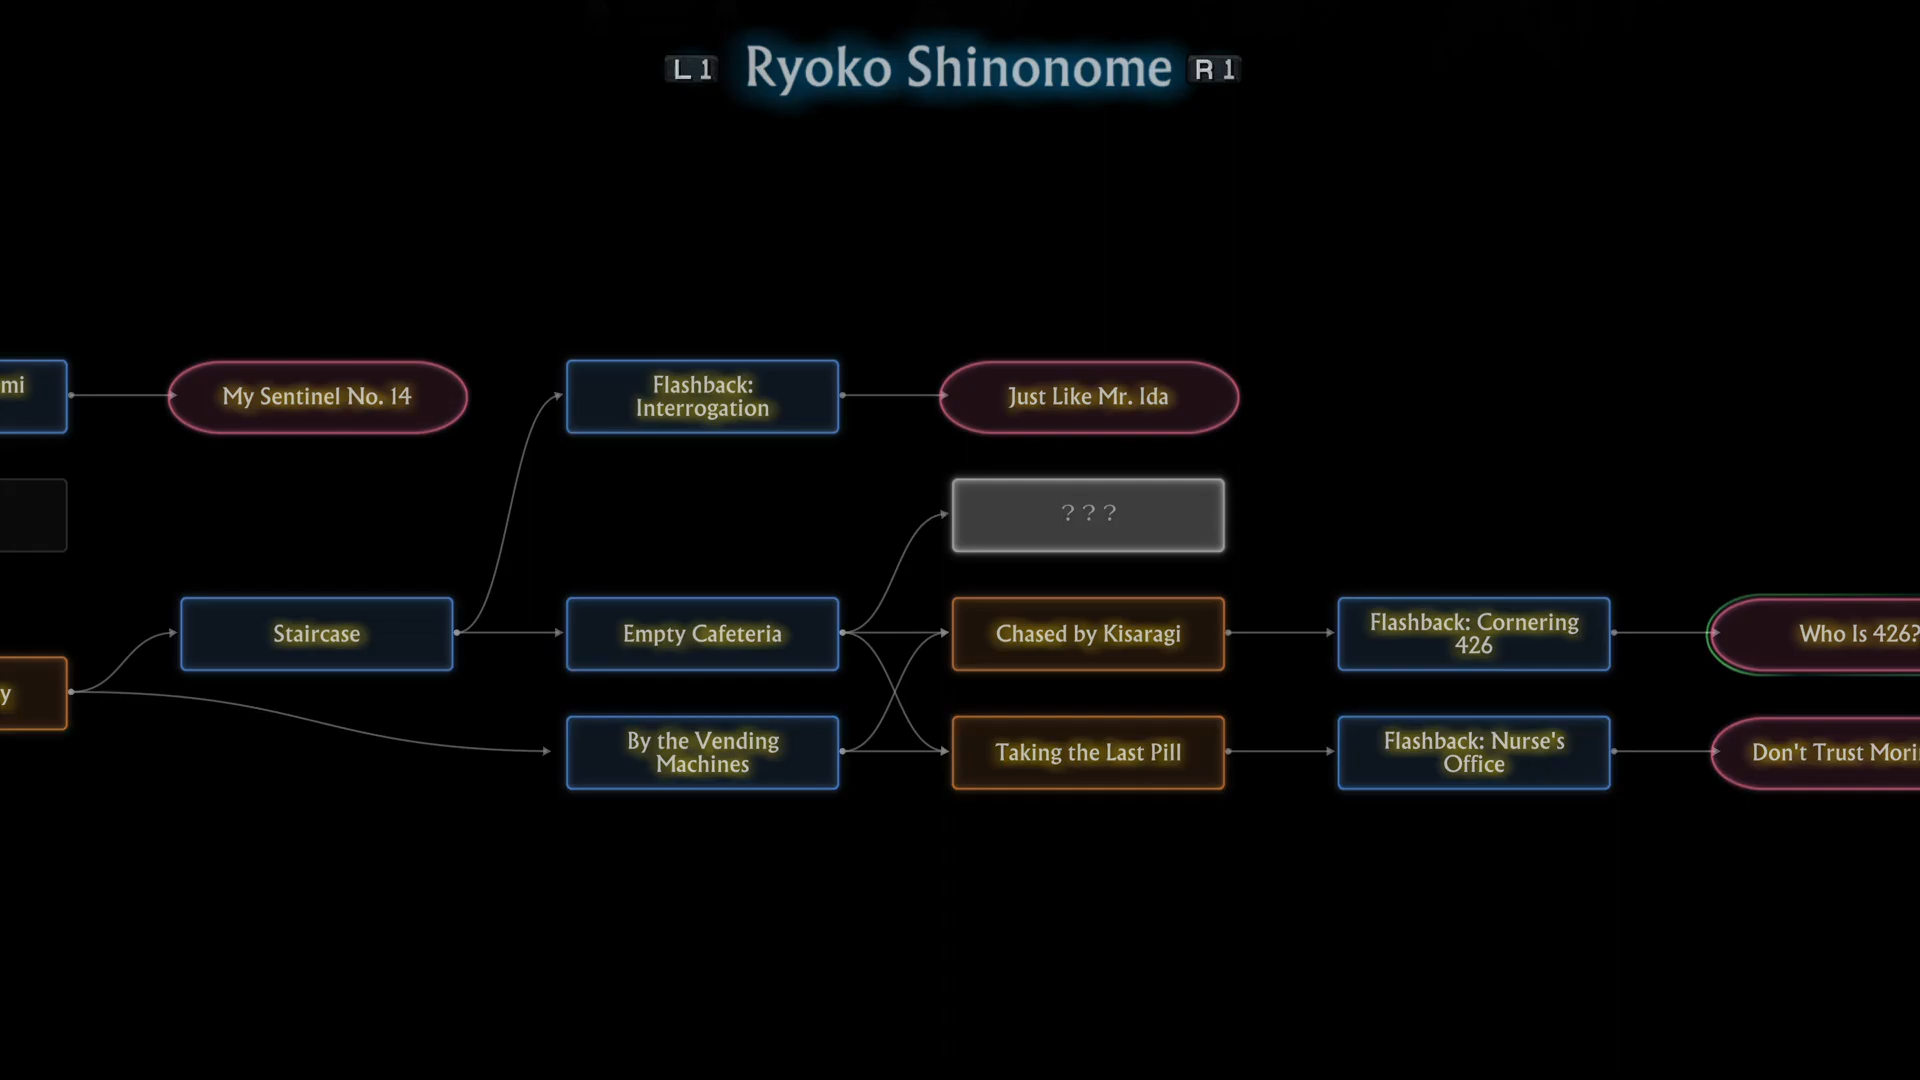 L1 Ryoko Shinonome R1
mi
My Sentinel No. 14
Flashback:
Interrogation
Just Like Mr. Ida
? ? ?
Staircase
Empty Cafeteria
Chased by Kisaragi
Flashback: Cornering
426
Who Is 426?
y
By the Vending
Machines
Taking the Last Pill
Flashback: Nurse's
Office
Don't Trust Mori